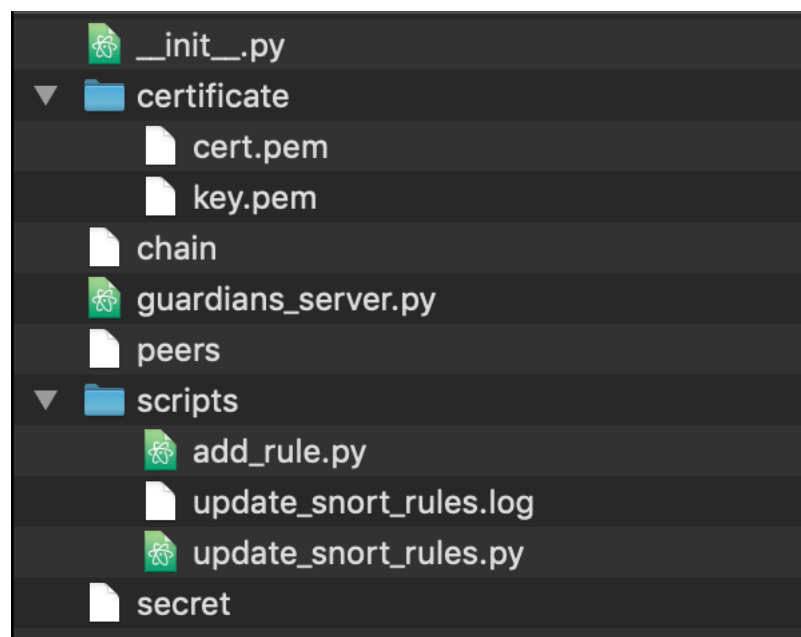 __init__.py
certificate
cert.pem
key.pem
chain
guardians_server.py
peers
scripts
add_rule.py
update_snort_rules.log
update_snort_rules.py
secret